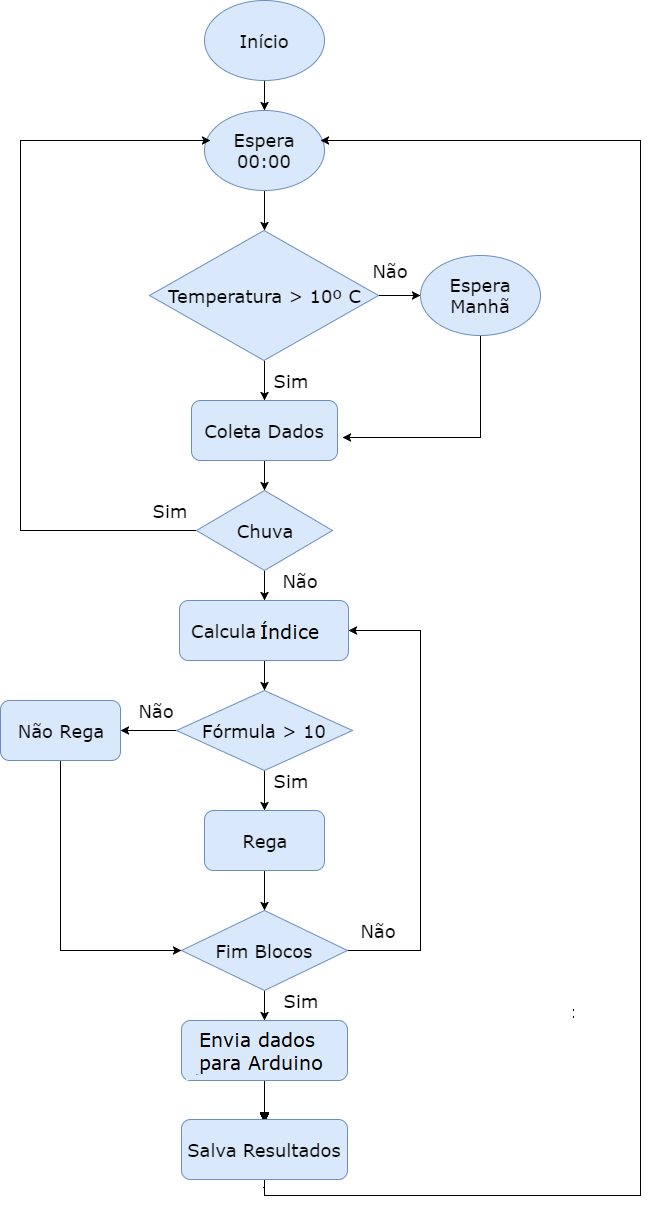 Início
Espera
00:00
Temperatura > 10º C
Não
Espera
Manhã
Sim
Coleta Dados
Sim
Chuva
Não
Calcula Índice
Não
Não Rega
Fórmula > 10
Sim
Rega
Não
Fim Blocos
Sim
:
Envia dados
para Arduino
Salva Resultados